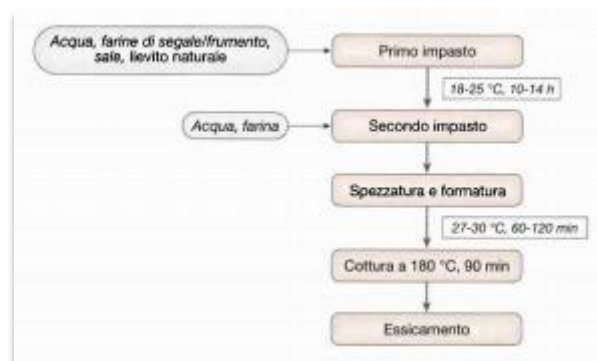 Acqua, farine di segale/frumento,
sale, lievito naturale
Primo impasto
18-25 °C, 10-14 h
Acqua, farina
Secondo impasto
Spezzatura e formatura
27-30 °C, 60-120 min
Cottura a 180 °C, 90 min
Essicamento